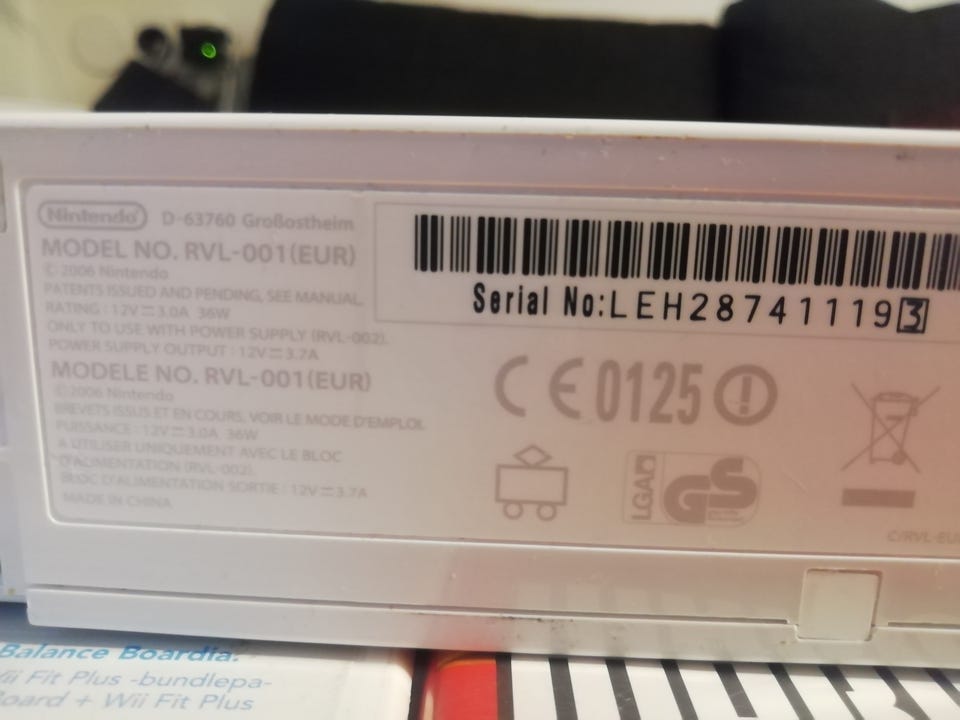 Nintendo D-63760 Großostheim
MODEL NO. RVL-001(EUR)
©2006 Nintendo
PATENTS ISSUED AND PENDING, SEE MANUAL.
RATING : 12V⎓3.0A 36W
ONLY TO USE WITH POWER SUPPLY (RVL-002).
POWER SUPPLY OUTPUT : 12V⎓3.7A
MODELE NO. RVL-001(EUR)
©2006 Nintendo
BREVETS ISSUS ET EN COURS, VOIR LE MODE D'EMPLOI.
PUISSANCE : 12V⎓3.0A 36W
A UTILISER UNIQUEMENT AVEC LE BLOC
D'ALIMENTATION (RVL-002).
BLOC D'ALIMENTATION SORTIE : 12V⎓3.7A
MADE IN CHINA
Serial No:LEH287411193
CE0125
LGA
GS
C/RVL-EU
Balance Boardia.
Wii Fit Plus -bundlepa-
Board + Wii Fit Plus